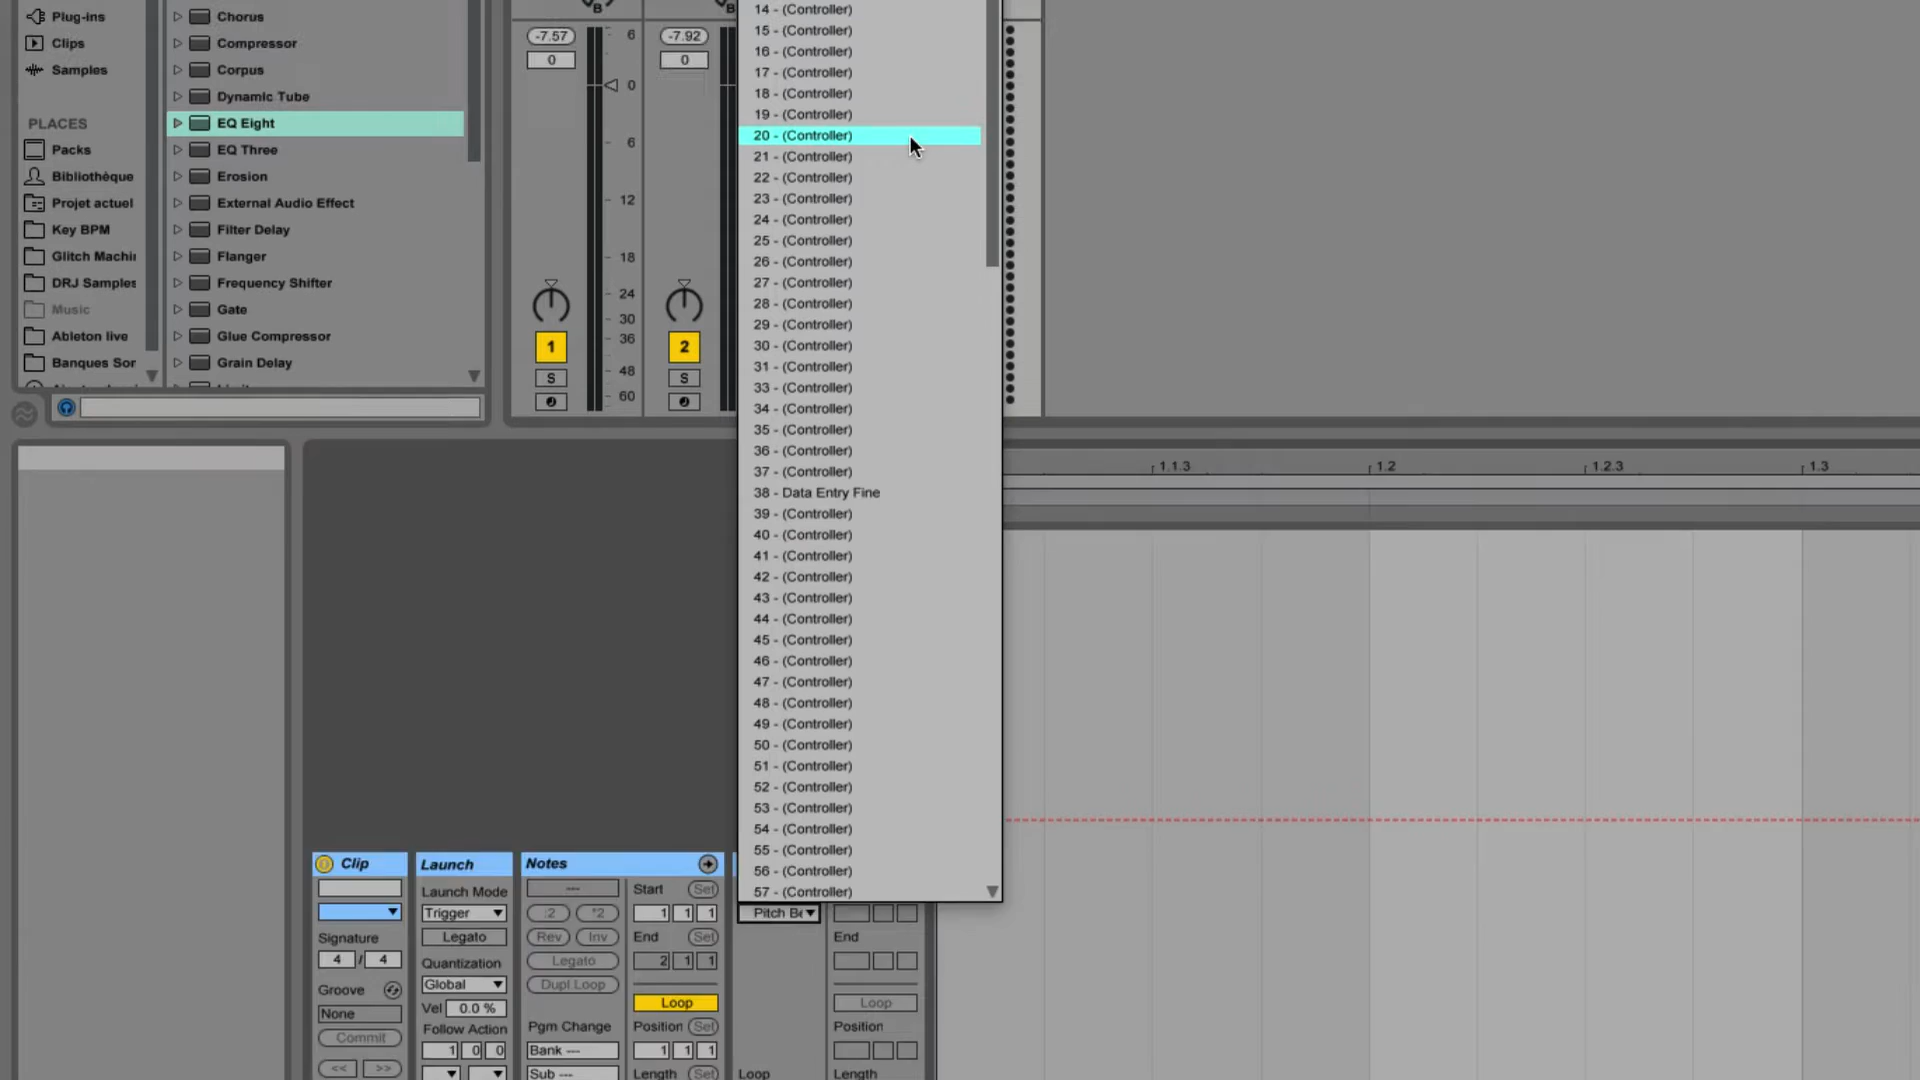 Plug-ins
Clips
Samples
PLACES
Packs
Bibliothèque
Projet actuel
Key BPM
Glitch Machin
DRJ Samples
Music
Ableton live
Banques Sor
Chorus
Compressor
Corpus
Dynamic Tube
EQ Eight
EQ Three
Erosion
External Audio Effect
Filter Delay
Flanger
Frequency Shifter
Gate
Glue Compressor
Grain Delay
B
B
-7.57
0
-7.92
0
6
0
6
12
18
24
30
36
48
60
1
2
S
S
14 - (Controller)
15 - (Controller)
16 - (Controller)
17 - (Controller)
18 - (Controller)
19 - (Controller)
20 - (Controller)
21 - (Controller)
22 - (Controller)
23 - (Controller)
24 - (Controller)
25 - (Controller)
26 - (Controller)
27 - (Controller)
28 - (Controller)
29 - (Controller)
30 - (Controller)
31 - (Controller)
33 - (Controller)
34 - (Controller)
35 - (Controller)
36 - (Controller)
37 - (Controller)
38 - Data Entry Fine
39 - (Controller)
40 - (Controller)
41 - (Controller)
42 - (Controller)
43 - (Controller)
44 - (Controller)
45 - (Controller)
46 - (Controller)
47 - (Controller)
48 - (Controller)
49 - (Controller)
50 - (Controller)
51 - (Controller)
52 - (Controller)
53 - (Controller)
54 - (Controller)
55 - (Controller)
56 - (Controller)
57 - (Controller)
1.1.3 1.2 1.2.3 1.3
Clip
Signature
4 / 4
Groove
None
Commit
<< >>
Launch
Launch Mode
Trigger
Legato
Quantization
Global
Vel 0.0 %
Follow Action
1 0 0
Notes
---
:2 *2
Rev Inv
Legato
Dupl Loop
Pgm Change
Bank ---
Sub ---
Start Set
1 1 1
End Set
2 1 1
Loop
Position Set
1 1 1
Length Set
Pitch Be
Loop
End
Loop
Position
Length